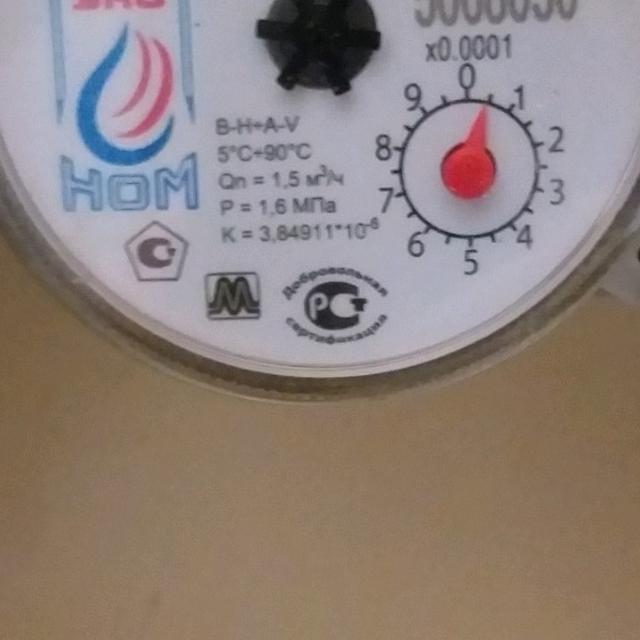 x0.0001
0
1
2
3
4
5
6
7
8
9
В-Н÷А-V
5°С÷90°С
Qn = 1,5 м³/ч
Р = 1,6 МПа
К = 3,84911*10⁻⁶
НОМ
Добровольная
РСТ
сертификация